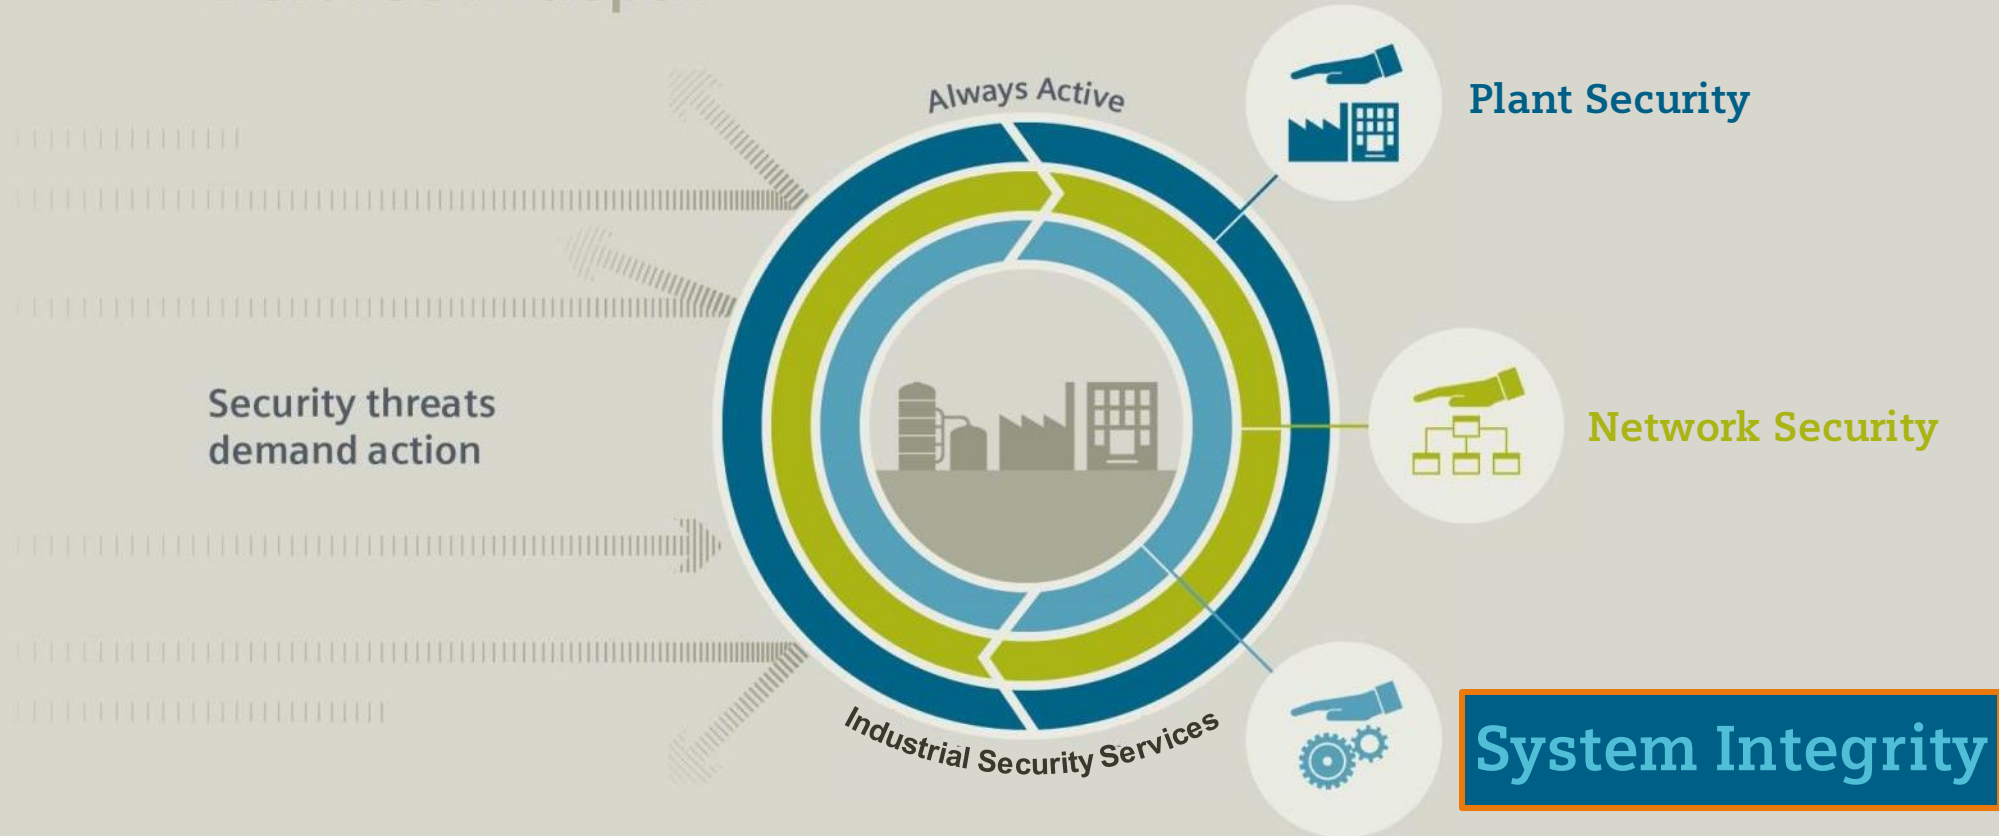 Always Active
Plant Security
Network Security
Security threats
demand action
Industrial Security Services
System Integrity